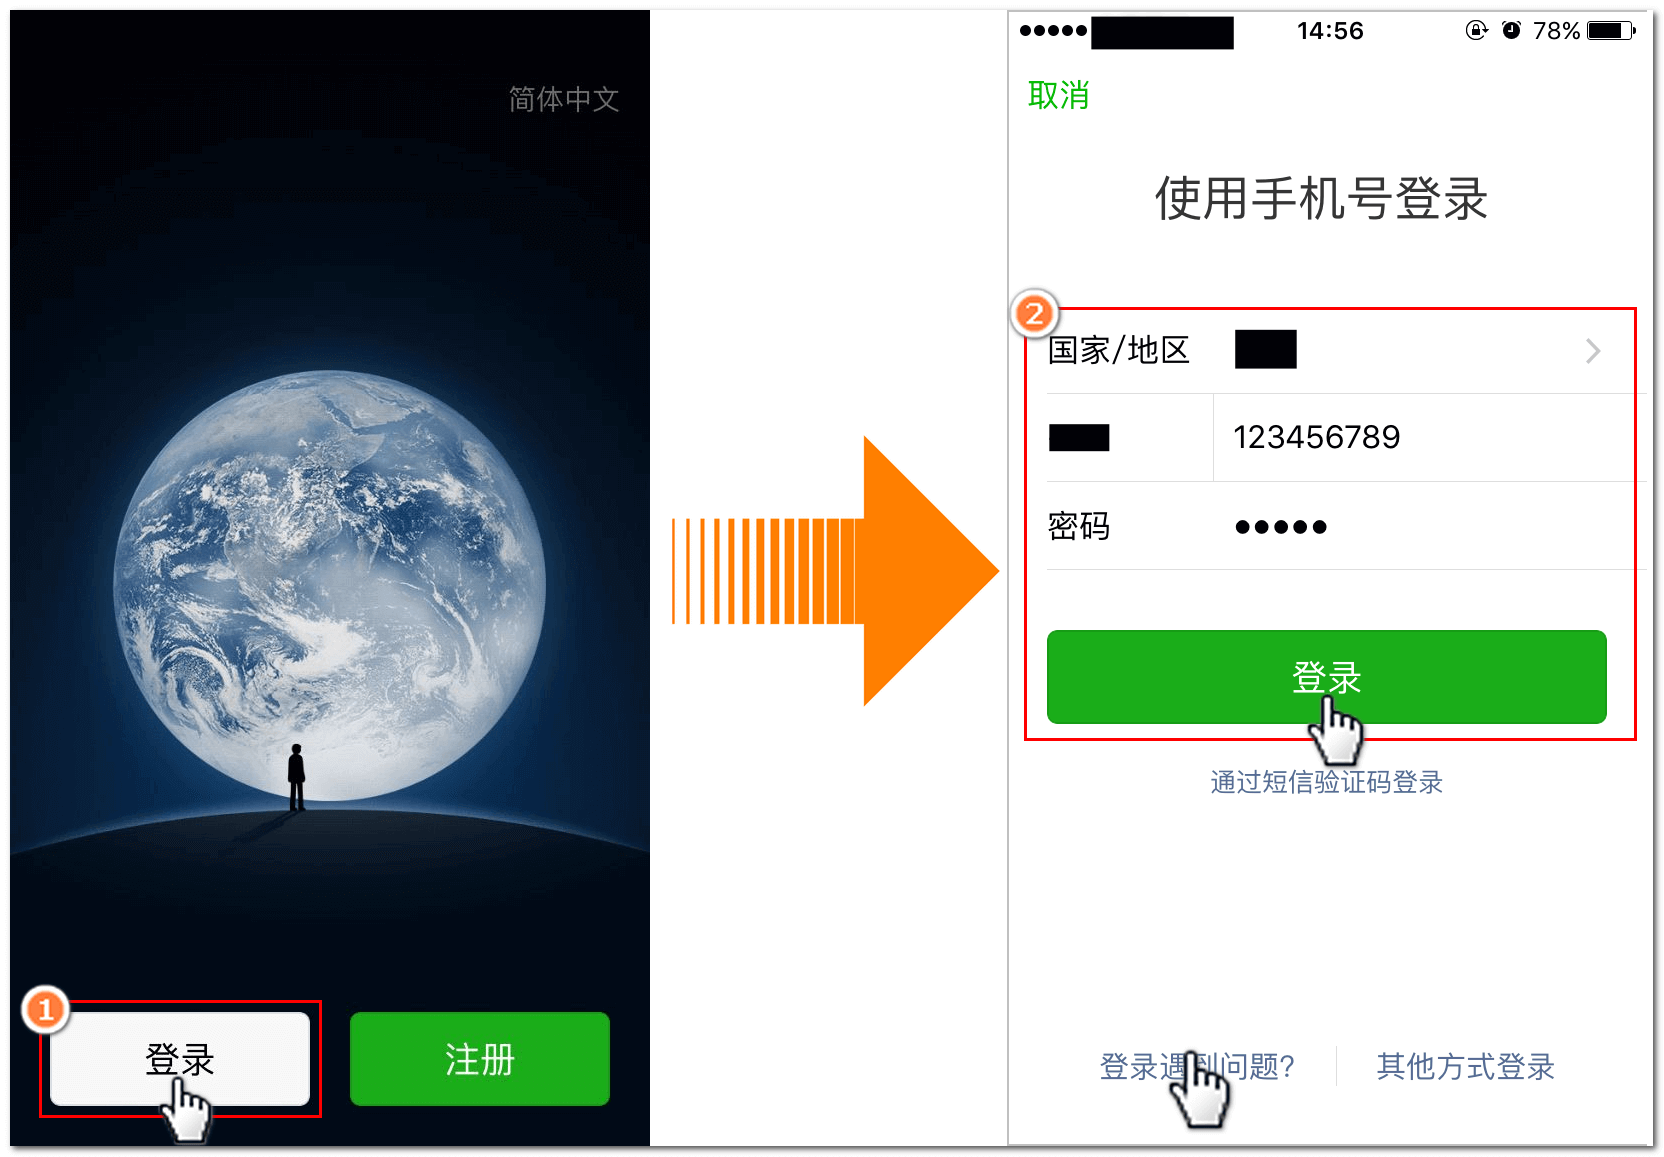 简体中文
1
登录
注册
14:56
78%
取消
使用手机号登录
2
国家/地区
123456789
密码
登录
通过短信验证码登录
登录遇到问题?
其他方式登录